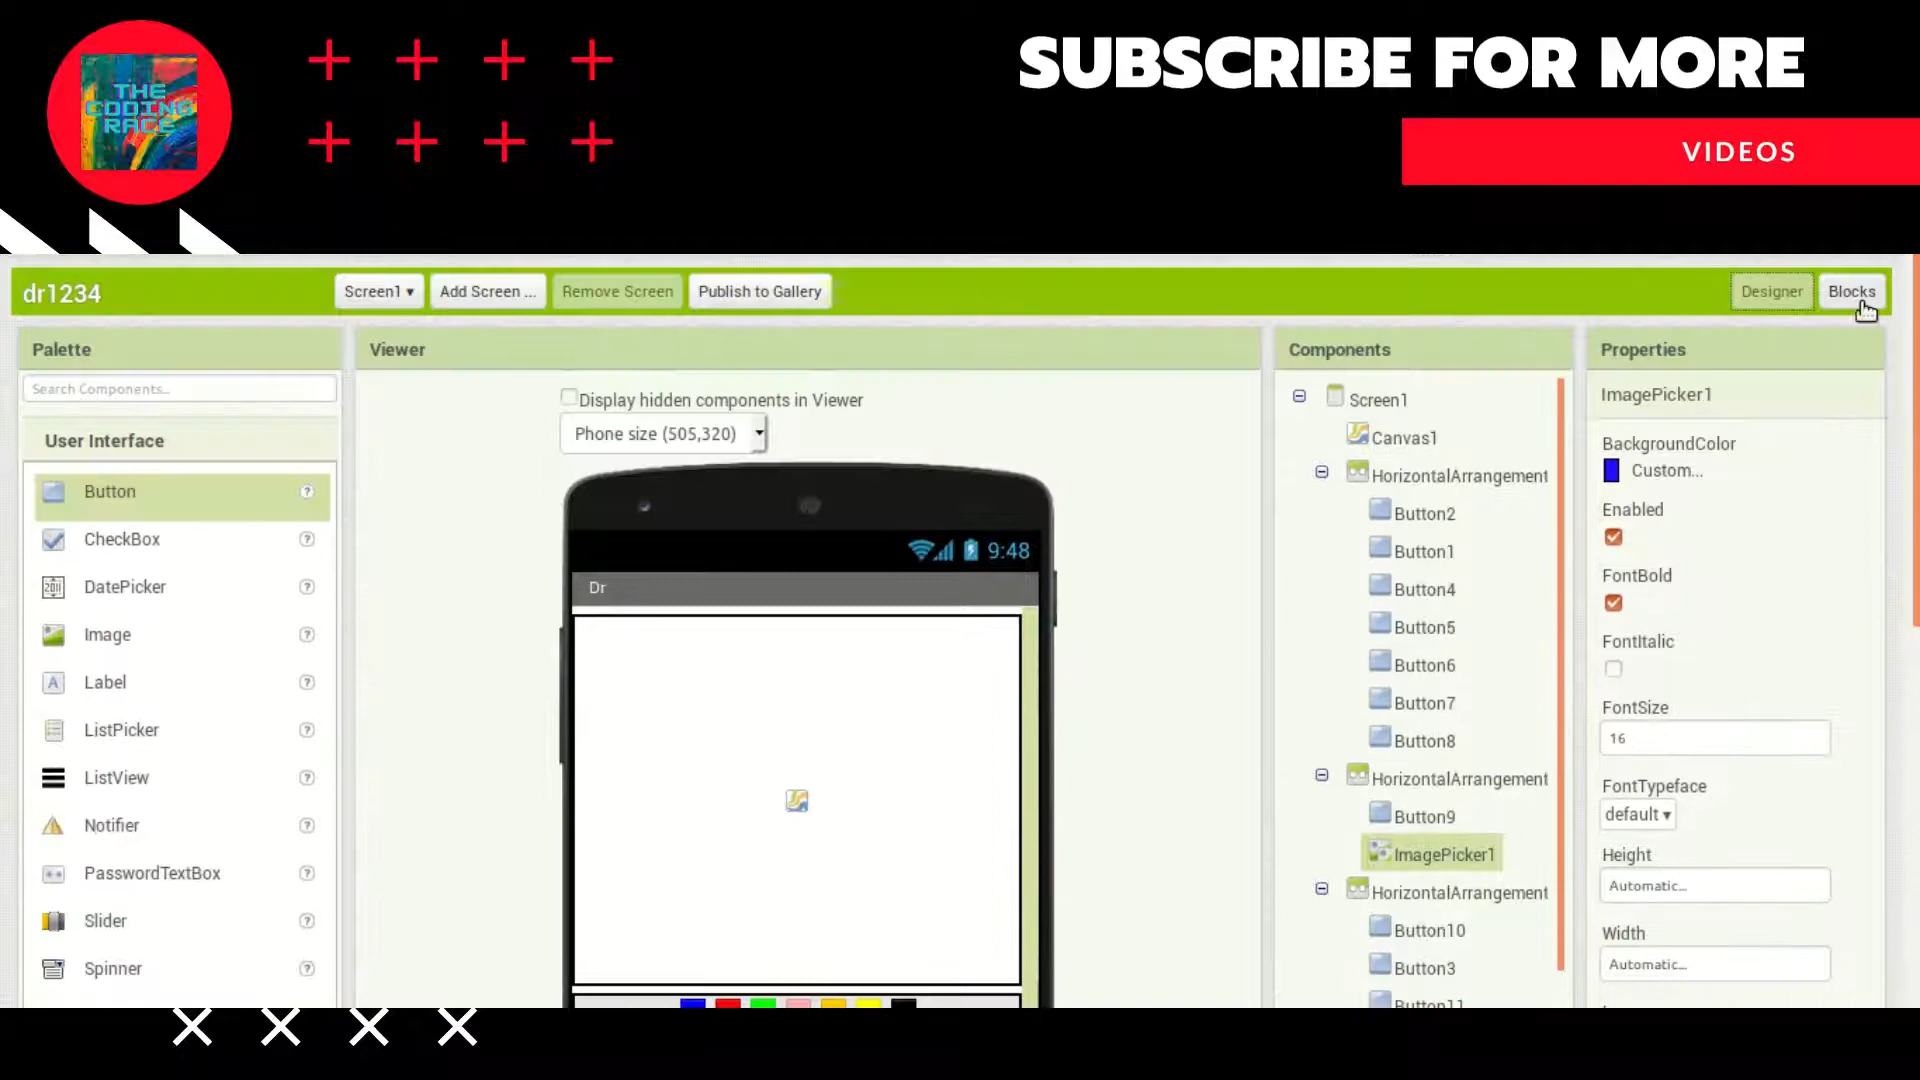 THE
CODING
RACE
SUBSCRIBE FOR MORE
VIDEOS
dr1234
Screen1 ▾
Add Screen ...
Remove Screen
Publish to Gallery
Designer
Blocks
Palette
Search Components...
User Interface
Button ?
CheckBox ?
DatePicker ?
Image ?
Label ?
ListPicker ?
ListView ?
Notifier ?
PasswordTextBox ?
Slider ?
Spinner ?
Viewer
Display hidden components in Viewer
Phone size (505,320)
9:48
Dr
Components
Screen1
Canvas1
HorizontalArrangement
Button2
Button1
Button4
Button5
Button6
Button7
Button8
HorizontalArrangement
Button9
ImagePicker1
HorizontalArrangement
Button10
Button3
Button11
Properties
ImagePicker1
BackgroundColor
Custom...
Enabled
FontBold
FontItalic
FontSize
16
FontTypeface
default ▾
Height
Automatic...
Width
Automatic...